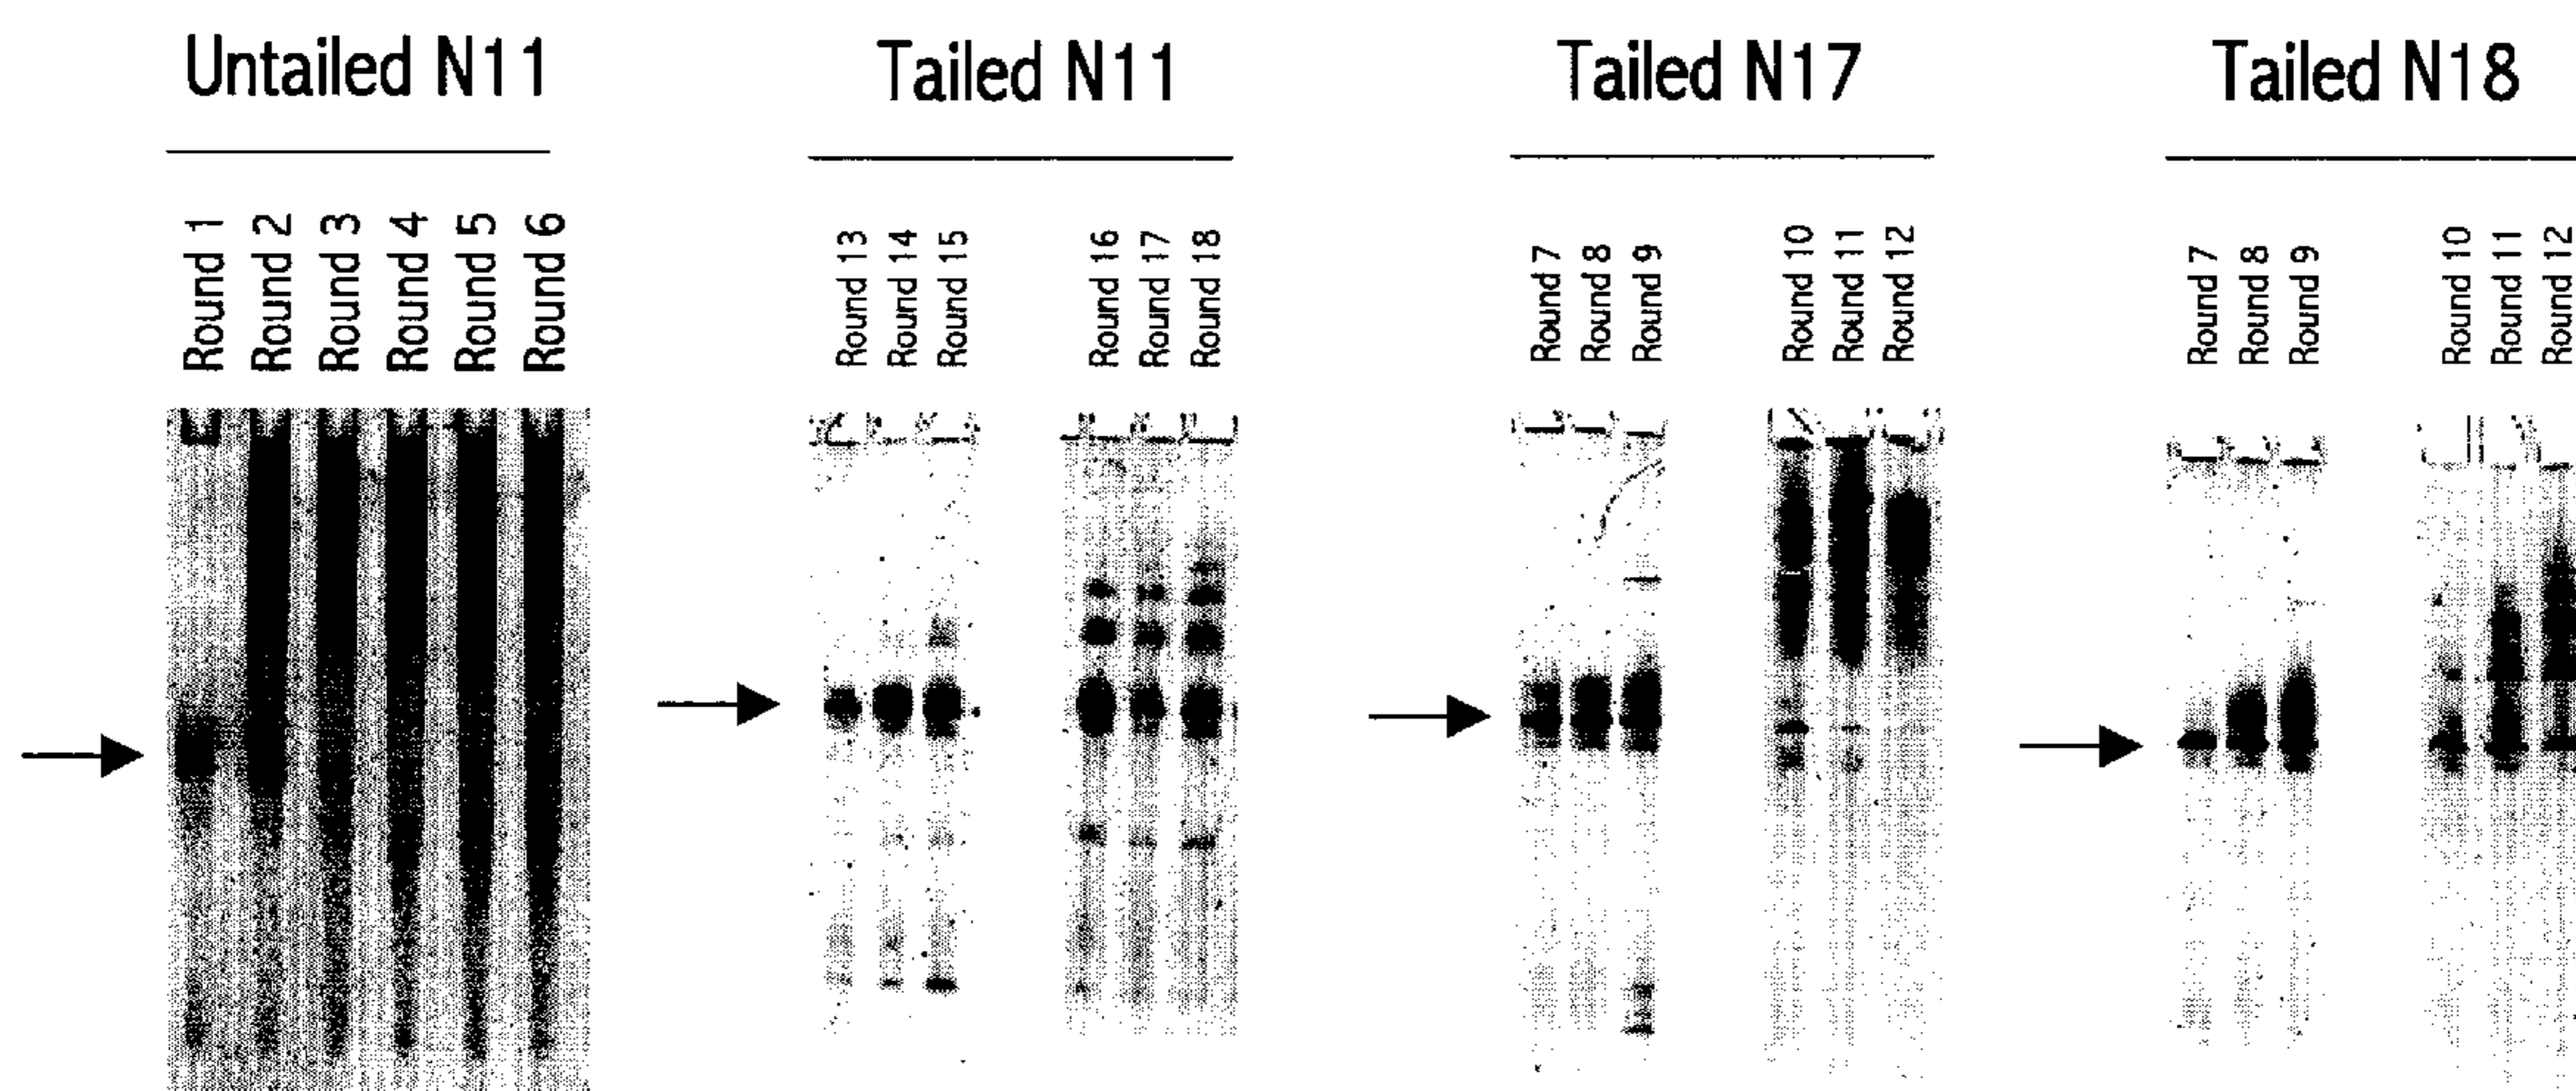 Untailed N11
Tailed N11
Tailed N17
Tailed N18
Round 1
Round 2
Round 3
Round 4
Round 5
Round 6
Round 13
Round 14
Round 15
Round 16
Round 17
Round 18
Round 7
Round 8
Round 9
Round 10
Round 11
Round 12
Round 7
Round 8
Round 9
Round 10
Round 11
Round 12